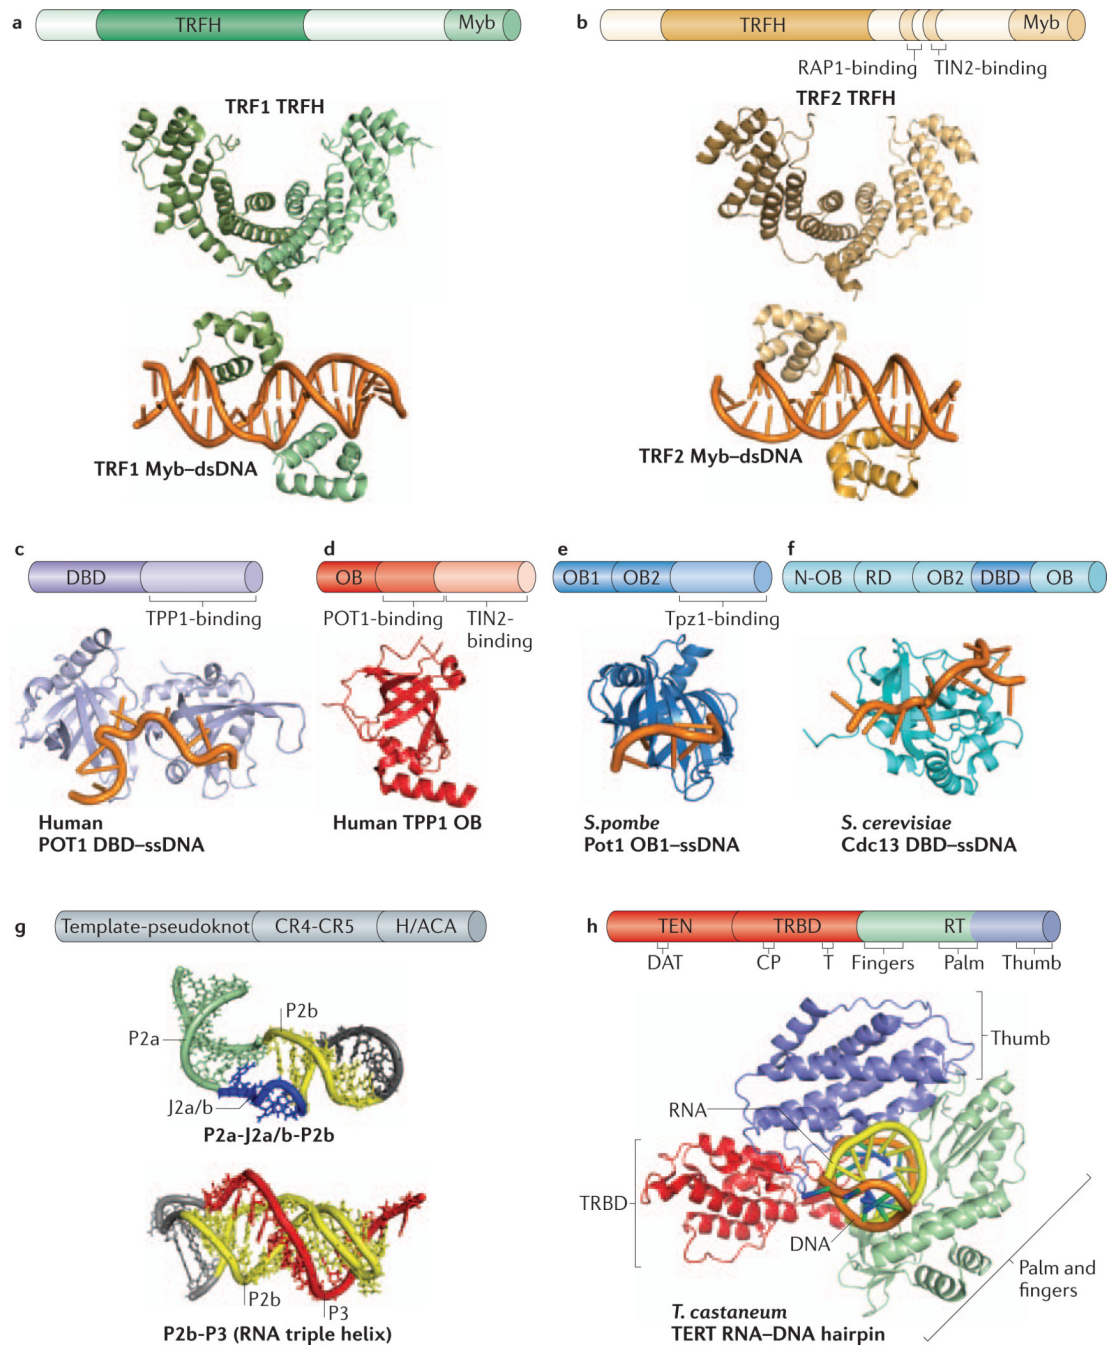 a
TRFH
Myb
TRF1 TRFH
TRF1 Myb–dsDNA
b
TRFH
Myb
RAP1-binding
TIN2-binding
TRF2 TRFH
TRF2 Myb–dsDNA
c
DBD
TPP1-binding
Human
POT1 DBD–ssDNA
d
OB
POT1-binding
TIN2-
binding
Human TPP1 OB
e
OB1
OB2
Tpz1-binding
S.pombe
Pot1 OB1–ssDNA
f
N-OB
RD
OB2
DBD
OB
S. cerevisiae
Cdc13 DBD–ssDNA
g
Template-pseudoknot
CR4-CR5
H/ACA
P2b
P2a
J2a/b
P2a-J2a/b-P2b
P2b
P3
P2b-P3 (RNA triple helix)
h
TEN
TRBD
RT
DAT
CP
T
Fingers
Palm
Thumb
Thumb
RNA
TRBD
DNA
Palm and
fingers
T. castaneum
TERT RNA–DNA hairpin